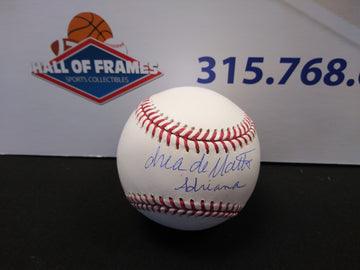 HALL OF FRAMES
SPORTS COLLECTIBLES
315.768.
Drea de Matteo
Adriana